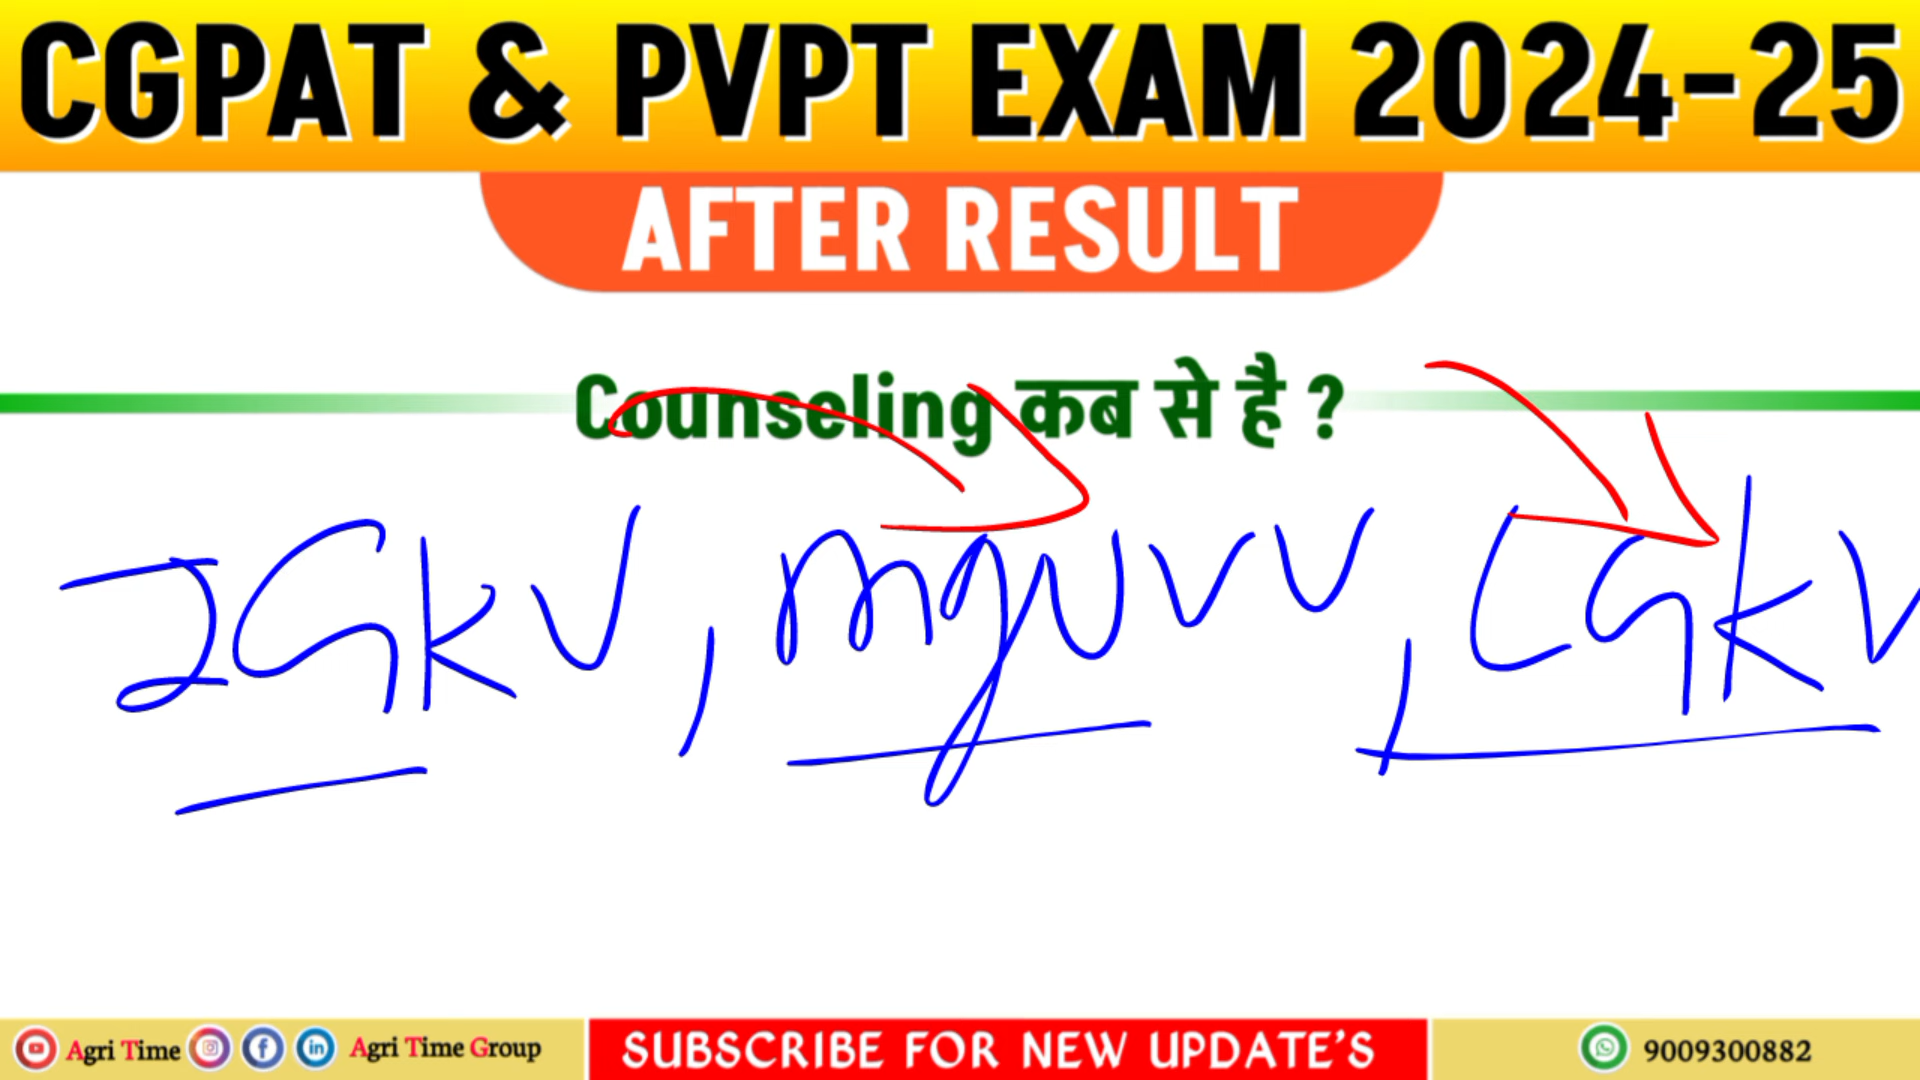 CGPAT & PVPT EXAM 2024-25
AFTER RESULT
Counseling कब से है ?
IGKV, MGUVV, CGKV
Agri Time Agri Time Group SUBSCRIBE FOR NEW UPDATE'S 9009300882